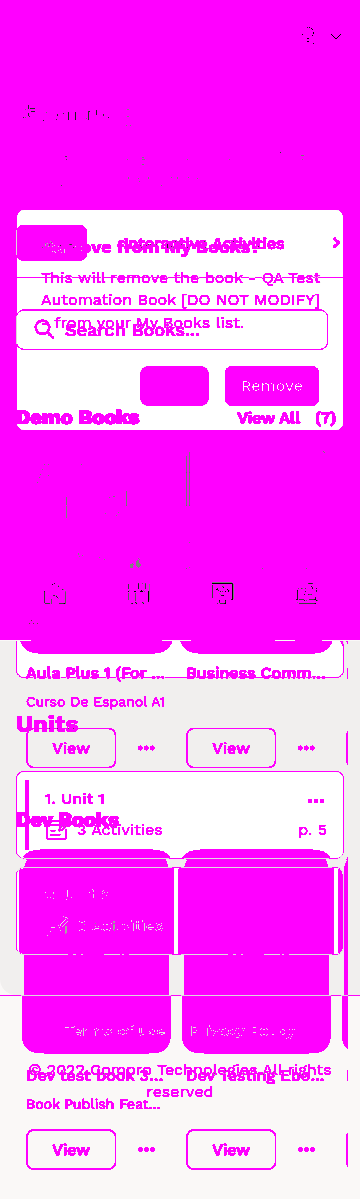 Remove from My Books?
Interactive Activities
This will remove the book - QA Test
Automation Book [DO NOT MODIFY]
from your My Books list.
Search Books...
Remove
Demo Books
View All (7)
Aula Plus 1 (For ...
Business Comm...
Curso De Espanol A1
Units
View
View
1. Unit 1
Dev Books
3 Activities
p. 5
Terms of Use
Privacy Policy
© 2022 Gomora Technologies All rights
reserved
Dev test book 3...
Dev Testing Ebo...
Book Publish Feat...
View
View